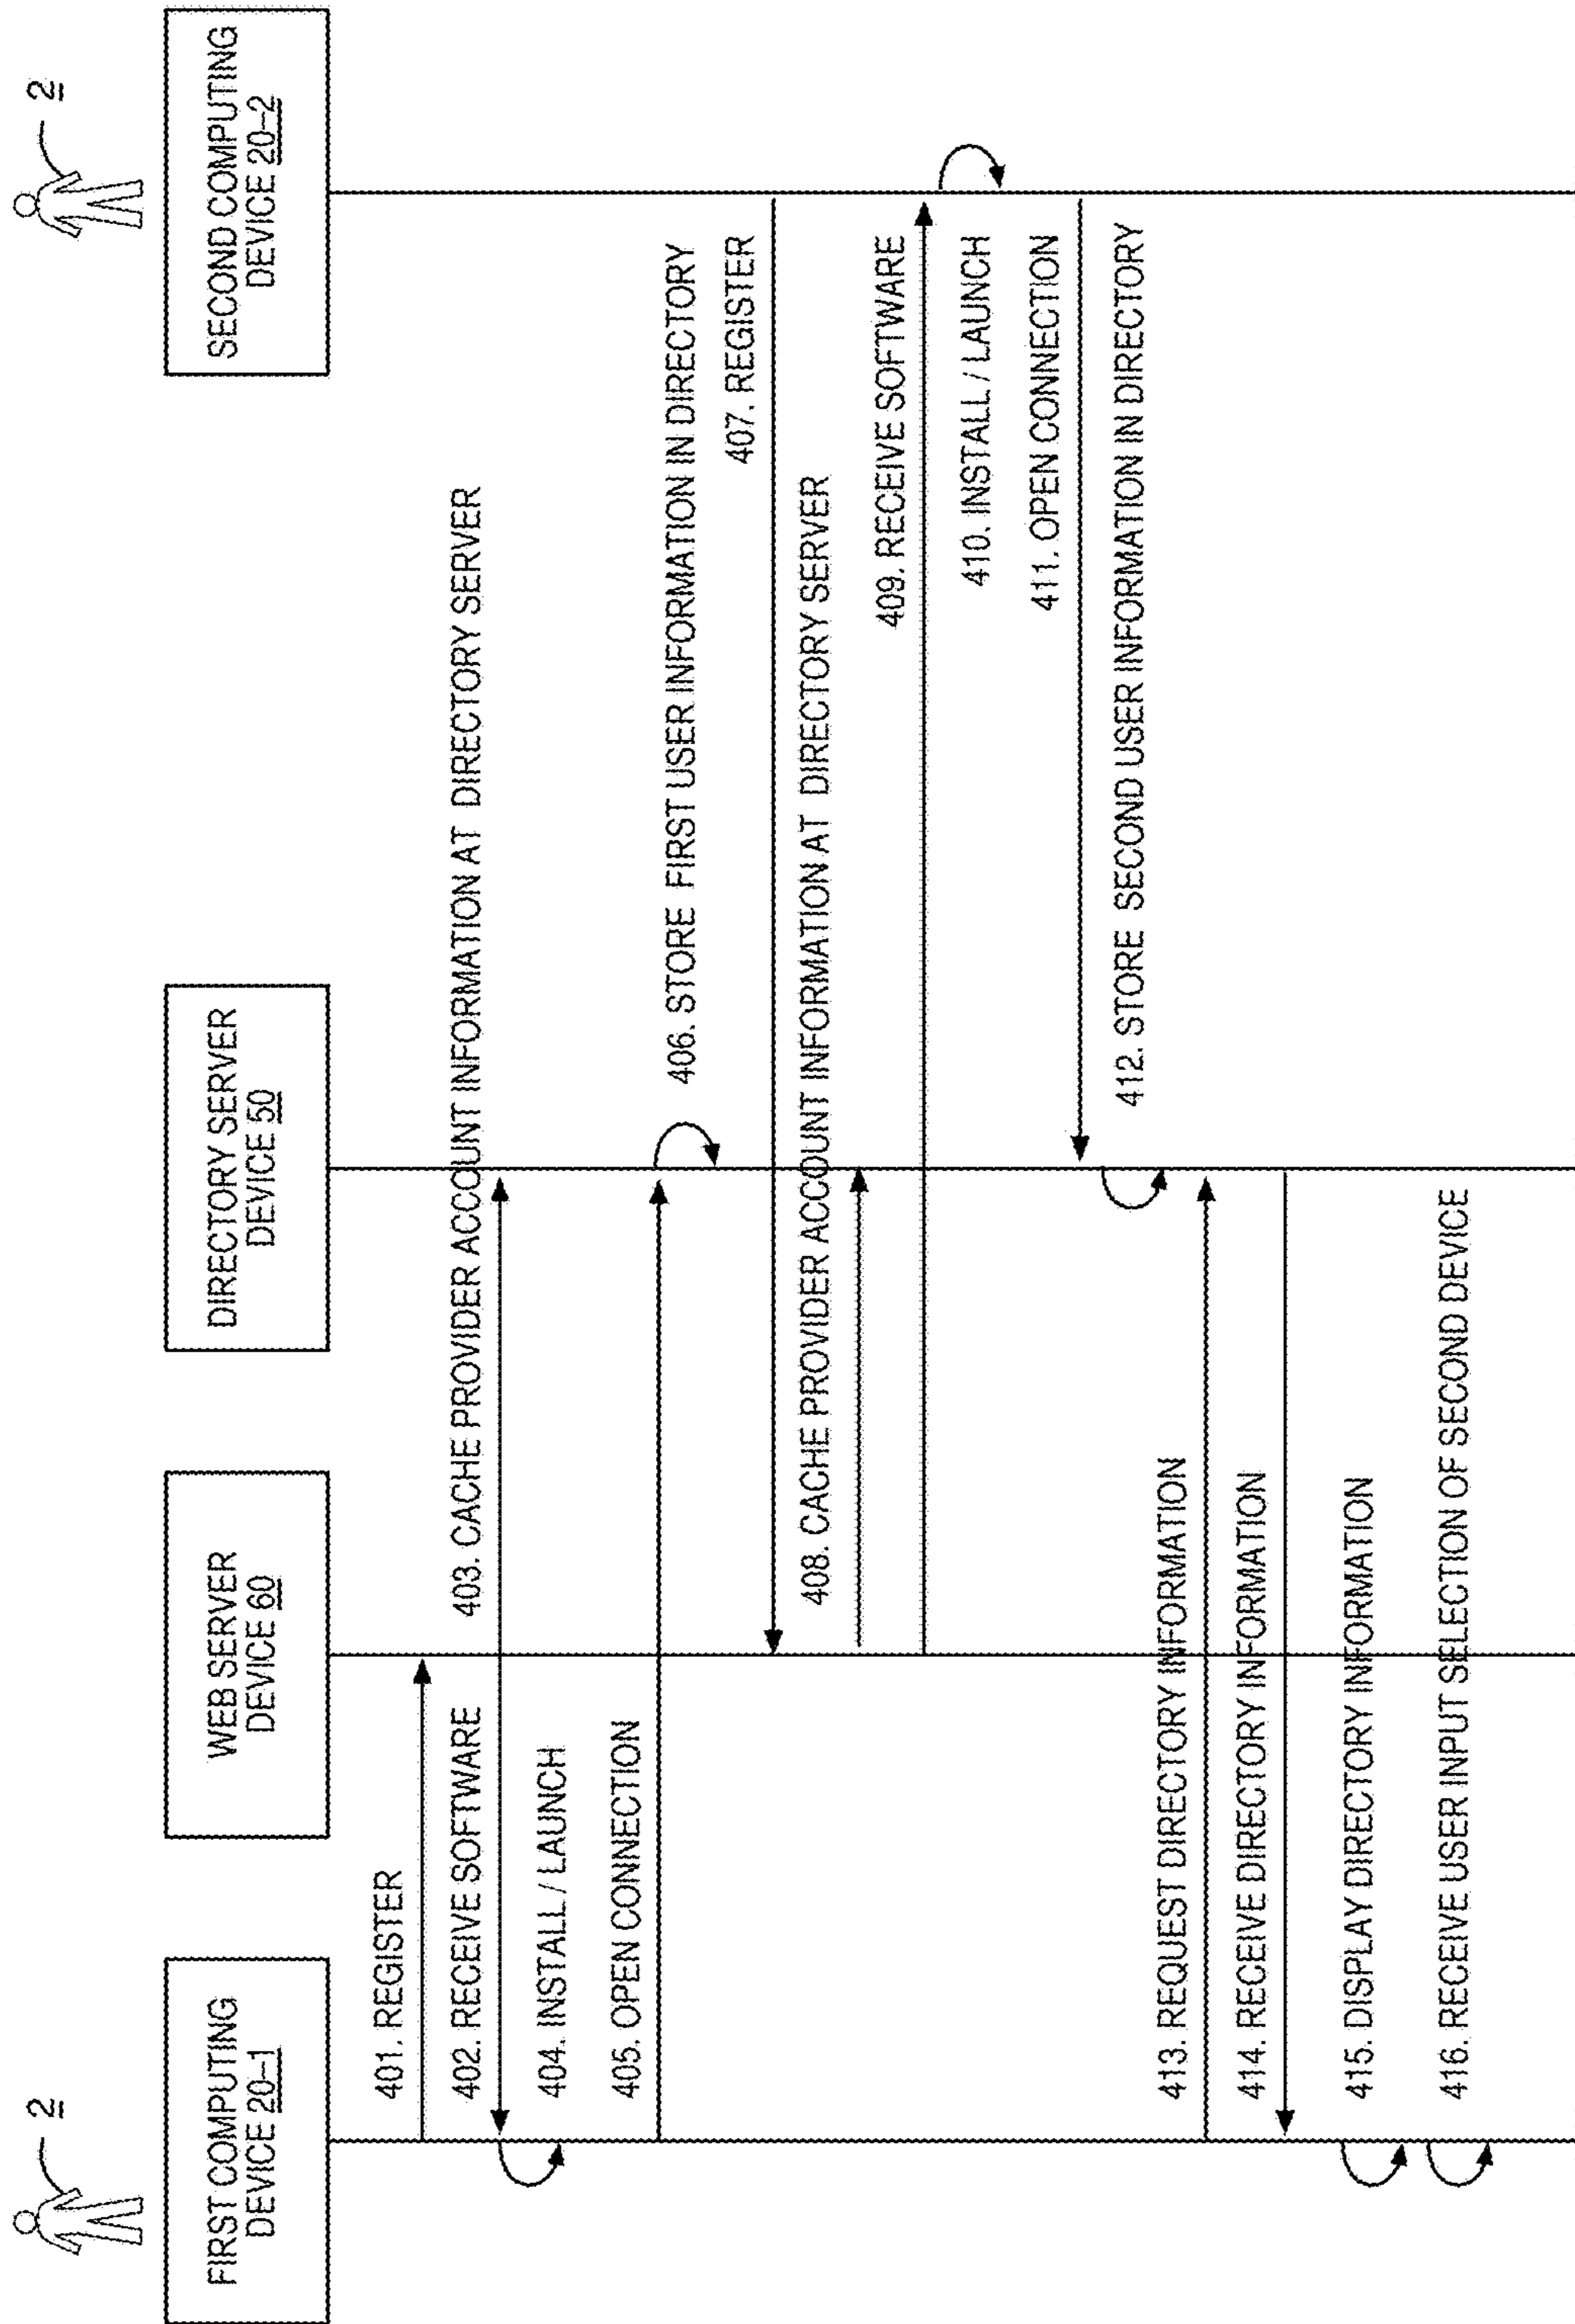 2
2
FIRST COMPUTING
DEVICE 20-1
WEB SERVER
DEVICE 60
DIRECTORY SERVER
DEVICE 50
SECOND COMPUTING
DEVICE 20-2
401. REGISTER
402. RECEIVE SOFTWARE
403. CACHE PROVIDER ACCOUNT INFORMATION AT DIRECTORY SERVER
404. INSTALL / LAUNCH
405. OPEN CONNECTION
406. STORE FIRST USER INFORMATION IN DIRECTORY
407. REGISTER
408. CACHE PROVIDER ACCOUNT INFORMATION AT DIRECTORY SERVER
409. RECEIVE SOFTWARE
410. INSTALL / LAUNCH
411. OPEN CONNECTION
412. STORE SECOND USER INFORMATION IN DIRECTORY
413. REQUEST DIRECTORY INFORMATION
414. RECEIVE DIRECTORY INFORMATION
415. DISPLAY DIRECTORY INFORMATION
416. RECEIVE USER INPUT SELECTION OF SECOND DEVICE